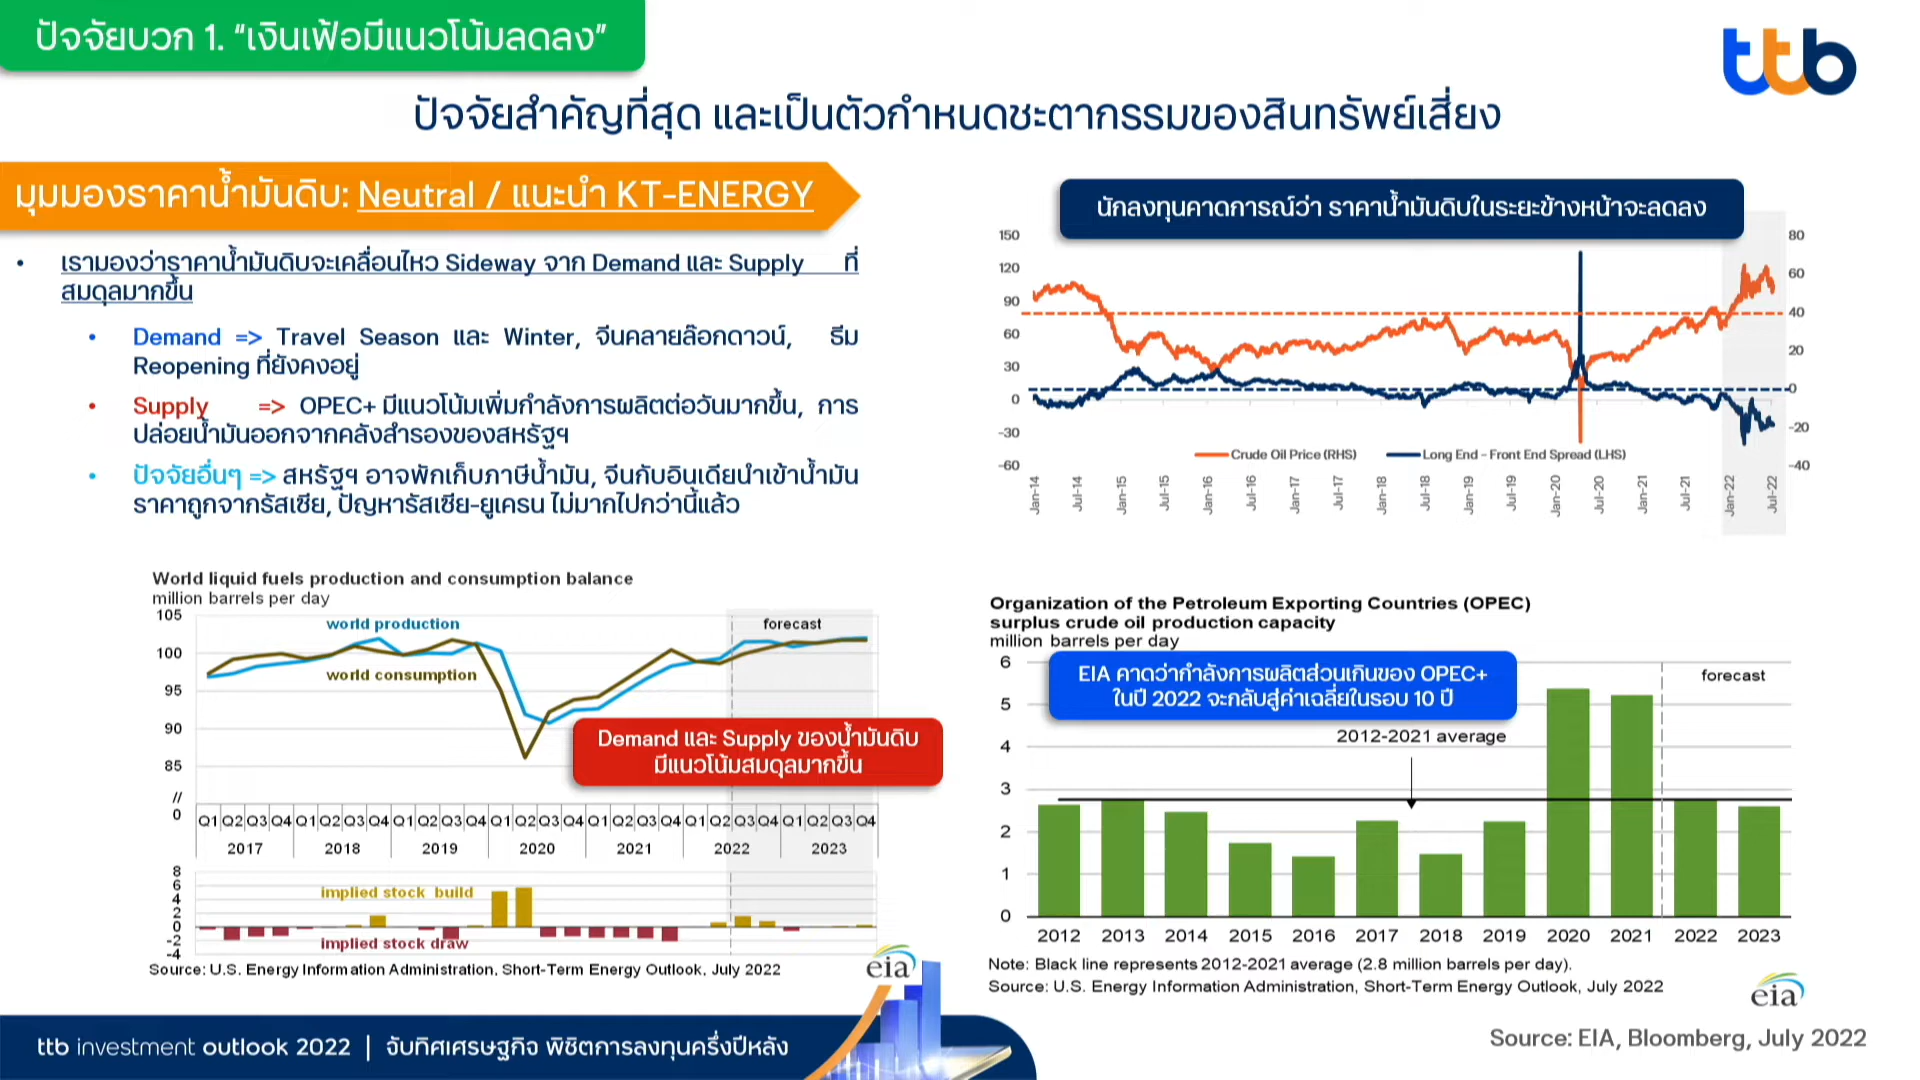 ปัจจัยบวก 1. “เงินเฟ้อมีแนวโน้มลดลง”
ttb
ปัจจัยสำคัญที่สุด และเป็นตัวกำหนดชะตากรรมของสินทรัพย์เสี่ยง
มุมมองราคาน้ำมันดิบ: Neutral / แนะนำ KT-ENERGY
• เรามองว่าราคาน้ำมันดิบจะเคลื่อนไหว Sideway จาก Demand และ Supply ที่
สมดุลมากขึ้น
• Demand => Travel Season และ Winter, จีนคลายล๊อกดาวน์, ธีม
Reopening ที่ยังคงอยู่
• Supply => OPEC+ มีแนวโน้มเพิ่มกำลังการผลิตต่อวันมากขึ้น, การ
ปล่อยน้ำมันออกจากคลังสำรองของสหรัฐฯ
• ปัจจัยอื่นๆ => สหรัฐฯ อาจพักเก็บภาษีน้ำมัน, จีนกับอินเดียนำเข้าน้ำมัน
ราคาถูกจากรัสเซีย, ปัญหารัสเซีย-ยูเครน ไม่มากไปกว่านี้แล้ว
นักลงทุนคาดการณ์ว่า ราคาน้ำมันดิบในระยะข้างหน้าจะลดลง
150 80
120 60
90 40
60 20
30 0
0 -20
-30 -40
-60
Crude Oil Price (RHS) Long End - Front End Spread (LHS)
Jan-14 Jul-14 Jan-15 Jul-15 Jan-16 Jul-16 Jan-17 Jul-17 Jan-18 Jul-18 Jan-19 Jul-19 Jan-20 Jul-20 Jan-21 Jul-21 Jan-22 Jul-22
World liquid fuels production and consumption balance
million barrels per day
105
100
95
90
85
//
0
world production
forecast
world consumption
Demand และ Supply ของน้ำมันดิบ
มีแนวโน้มสมดุลมากขึ้น
Q1 Q2 Q3 Q4 Q1 Q2 Q3 Q4 Q1 Q2 Q3 Q4 Q1 Q2 Q3 Q4 Q1 Q2 Q3 Q4 Q1 Q2 Q3 Q4 Q1 Q2 Q3 Q4
2017 2018 2019 2020 2021 2022 2023
8
6
4
2
0
-2
-4
implied stock build
implied stock draw
Source: U.S. Energy Information Administration, Short-Term Energy Outlook, July 2022
eia
Organization of the Petroleum Exporting Countries (OPEC)
surplus crude oil production capacity
million barrels per day
6
5
4
3
2
1
0
EIA คาดว่ากำลังการผลิตส่วนเกินของ OPEC+
ในปี 2022 จะกลับสู่ค่าเฉลี่ยในรอบ 10 ปี
forecast
2012-2021 average
2012 2013 2014 2015 2016 2017 2018 2019 2020 2021 2022 2023
Note: Black line represents 2012-2021 average (2.8 million barrels per day).
Source: U.S. Energy Information Administration, Short-Term Energy Outlook, July 2022
eia
ttb investment outlook 2022 | จับทิศเศรษฐกิจ พิชิตการลงทุนครึ่งปีหลัง
Source: EIA, Bloomberg, July 2022